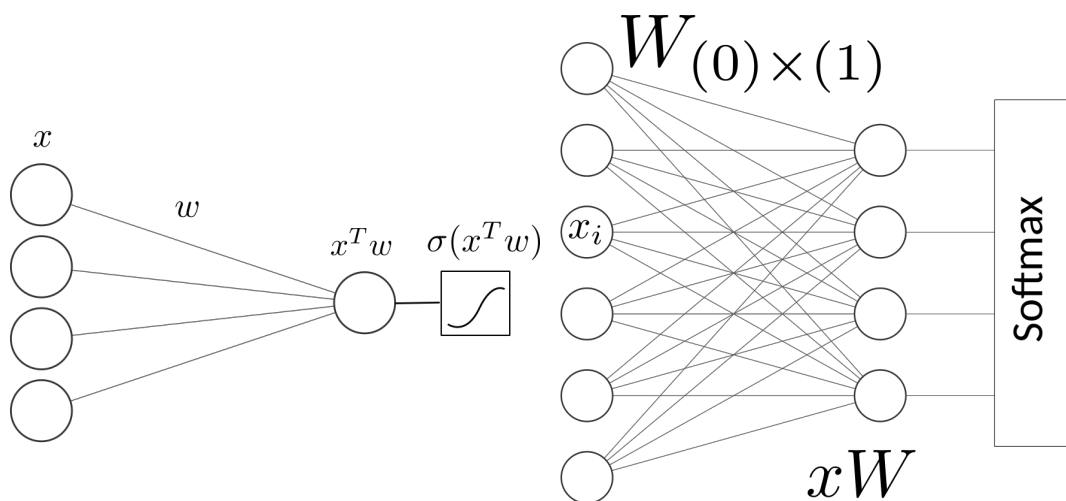 x
w
x^T w
σ(x^T w)
W_{(0)×(1)}
x_i
xW
Softmax